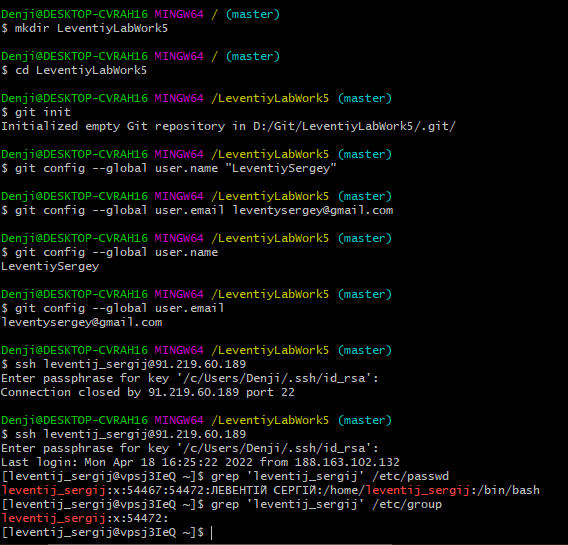 Denji@DESKTOP-CVRAH16 MINGW64 / (master)
$ mkdir LeventiyLabWork5
Denji@DESKTOP-CVRAH16 MINGW64 / (master)
$ cd LeventiyLabWork5
Denji@DESKTOP-CVRAH16 MINGW64 /LeventiyLabWork5 (master)
$ git init
Initialized empty Git repository in D:/Git/LeventiyLabWork5/.git/
Denji@DESKTOP-CVRAH16 MINGW64 /LeventiyLabWork5 (master)
$ git config --global user.name "LeventiySergey"
Denji@DESKTOP-CVRAH16 MINGW64 /LeventiyLabWork5 (master)
$ git config --global user.email leventysergey@gmail.com
Denji@DESKTOP-CVRAH16 MINGW64 /LeventiyLabWork5 (master)
$ git config --global user.name
LeventiySergey
Denji@DESKTOP-CVRAH16 MINGW64 /LeventiyLabWork5 (master)
$ git config --global user.email
leventysergey@gmail.com
Denji@DESKTOP-CVRAH16 MINGW64 /LeventiyLabWork5 (master)
$ ssh leventij_sergij@91.219.60.189
Enter passphrase for key '/c/Users/Denji/.ssh/id_rsa':
Connection closed by 91.219.60.189 port 22
Denji@DESKTOP-CVRAH16 MINGW64 /LeventiyLabWork5 (master)
$ ssh leventij_sergij@91.219.60.189
Enter passphrase for key '/c/Users/Denji/.ssh/id_rsa':
Last login: Mon Apr 18 16:25:22 2022 from 188.163.102.132
[leventij_sergij@vpsj3IeQ ~]$ grep 'leventij_sergij' /etc/passwd
leventij_sergij:x:54467:54472:ЛЕВЕНТІЙ СЕРГІЙ:/home/leventij_sergij:/bin/bash
[leventij_sergij@vpsj3IeQ ~]$ grep 'leventij_sergij' /etc/group
leventij_sergij:x:54472:
[leventij_sergij@vpsj3IeQ ~]$